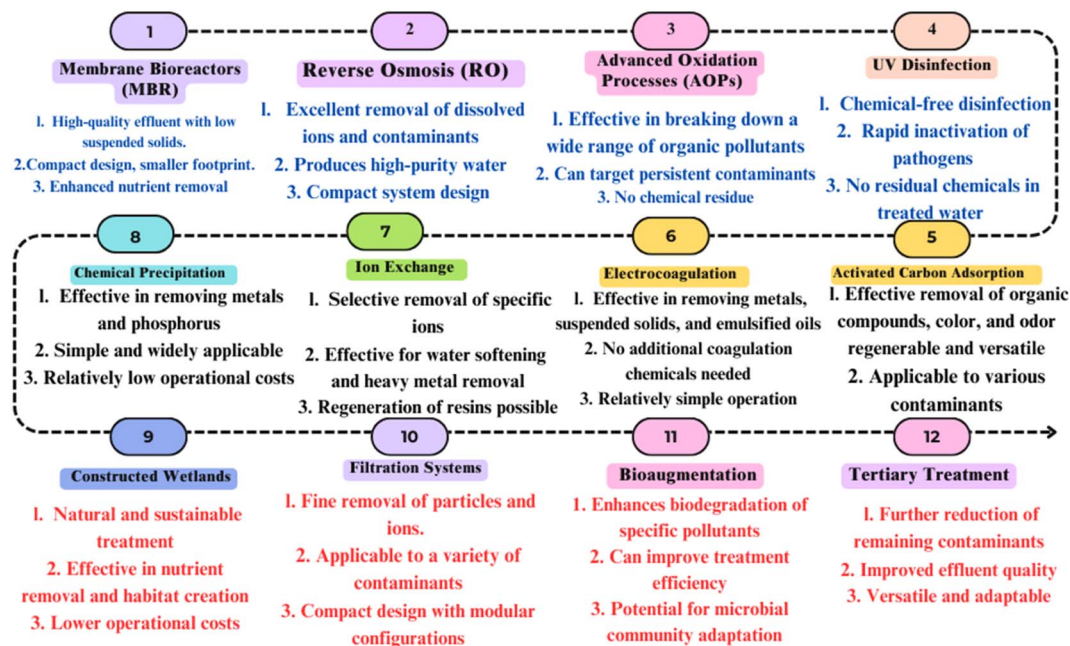 1
Membrane Bioreactors
(MBR)
1. High-quality effluent with low
suspended solids.
2.Compact design, smaller footprint.
3. Enhanced nutrient removal
2
Reverse Osmosis (RO)
1. Excellent removal of dissolved
ions and contaminants
2. Produces high-purity water
3. Compact system design
3
Advanced Oxidation
Processes (AOPs)
1. Effective in breaking down a
wide range of organic pollutants
2. Can target persistent contaminants
3. No chemical residue
4
UV Disinfection
1. Chemical-free disinfection
2. Rapid inactivation of
pathogens
3. No residual chemicals in
treated water
8
Chemical Precipitation
1. Effective in removing metals
and phosphorus
2. Simple and widely applicable
3. Relatively low operational costs
7
Ion Exchange
1. Selective removal of specific
ions
2. Effective for water softening
and heavy metal removal
3. Regeneration of resins possible
6
Electrocoagulation
1. Effective in removing metals,
suspended solids, and emulsified oils
2. No additional coagulation
chemicals needed
3. Relatively simple operation
5
Activated Carbon Adsorption
1. Effective removal of organic
compounds, color, and odor
regenerable and versatile
2. Applicable to various
contaminants
9
Constructed Wetlands
1. Natural and sustainable
treatment
2. Effective in nutrient
removal and habitat creation
3. Lower operational costs
10
Filtration Systems
1. Fine removal of particles and
ions.
2. Applicable to a variety of
contaminants
3. Compact design with modular
configurations
11
Bioaugmentation
1. Enhances biodegradation of
specific pollutants
2. Can improve treatment
efficiency
3. Potential for microbial
community adaptation
12
Tertiary Treatment
1. Further reduction of
remaining contaminants
2. Improved effluent quality
3. Versatile and adaptable